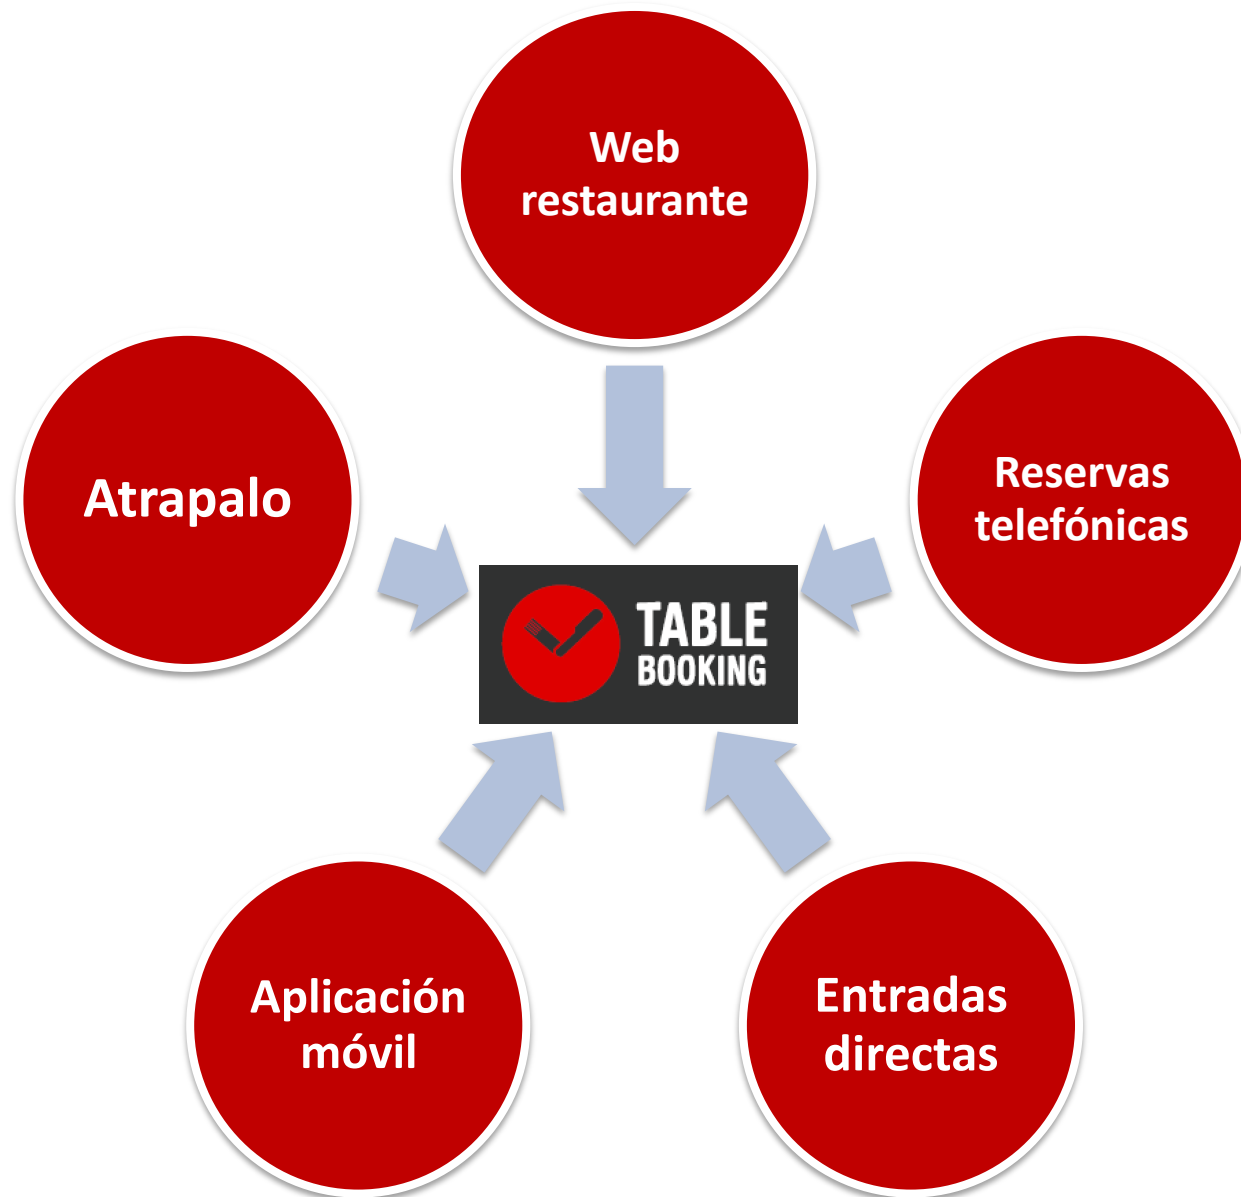 Web
restaurante
Atrapalo
Reservas
telefónicas
TABLE
BOOKING
Aplicación
móvil
Entradas
directas